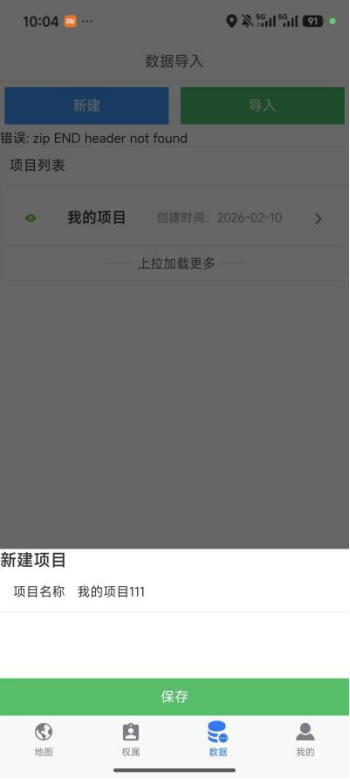 10:04 ···
5G 5G 91
数据导入
新建 导入
错误: zip END header not found
项目列表
我的项目 创建时间：2026-02-10
上拉加载更多
新建项目
项目名称 我的项目111
保存
地图 权属 数据 我的